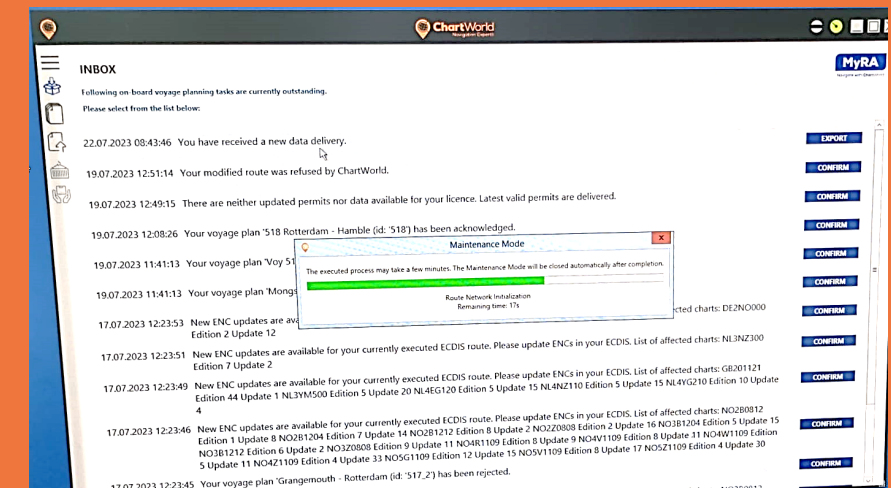 ChartWorld
Navigation Experts
MyRA
INBOX
Following on-board voyage planning tasks are currently outstanding.
Please select from the list below:
22.07.2023 08:43:46 You have received a new data delivery. EXPORT
19.07.2023 12:51:14 Your modified route was refused by ChartWorld. CONFIRM
19.07.2023 12:49:15 There are neither updated permits nor data available for your licence. Latest valid permits are delivered. CONFIRM
19.07.2023 12:08:26 Your voyage plan '518 Rotterdam - Hamble (id: '518') has been acknowledged. CONFIRM
19.07.2023 11:41:13 Your voyage plan 'Voy 51 CONFIRM
19.07.2023 11:41:13 Your voyage plan 'Mongs CONFIRM
Maintenance Mode
x
The executed process may take a few minutes. The Maintenance Mode will be closed automatically after completion.
Route Network Initialization
Remaining time: 17s
17.07.2023 12:23:53 New ENC updates are ava cted charts: DE2NO000 CONFIRM
Edition 2 Update 12
17.07.2023 12:23:51 New ENC updates are available for your currently executed ECDIS route. Please update ENCs in your ECDIS. List of affected charts: NL3NZ300 CONFIRM
Edition 7 Update 2
17.07.2023 12:23:49 New ENC updates are available for your currently executed ECDIS route. Please update ENCs in your ECDIS. List of affected charts: GB201121 CONFIRM
Edition 44 Update 1 NL3YM500 Edition 5 Update 20 NL4EG120 Edition 5 Update 15 NL4NZ110 Edition 5 Update 15 NL4YG210 Edition 10 Update
4
17.07.2023 12:23:46 New ENC updates are available for your currently executed ECDIS route. Please update ENCs in your ECDIS. List of affected charts: NO2B0812 CONFIRM
Edition 1 Update 8 NO2B1204 Edition 7 Update 14 NO2B1212 Edition 8 Update 2 NO2Z0808 Edition 2 Update 16 NO3B1204 Edition 5 Update 15
NO3B1212 Edition 6 Update 2 NO3Z0808 Edition 9 Update 11 NO4R1109 Edition 8 Update 9 NO4V1109 Edition 8 Update 11 NO4W1109 Edition
5 Update 11 NO4Z1109 Edition 4 Update 33 NO5G1109 Edition 12 Update 15 NO5V1109 Edition 8 Update 17 NO5Z1109 Edition 4 Update 30
17.07.2023 12:23:45 Your voyage plan 'Grangemouth - Rotterdam (id: '517_2') has been rejected. CONFIRM